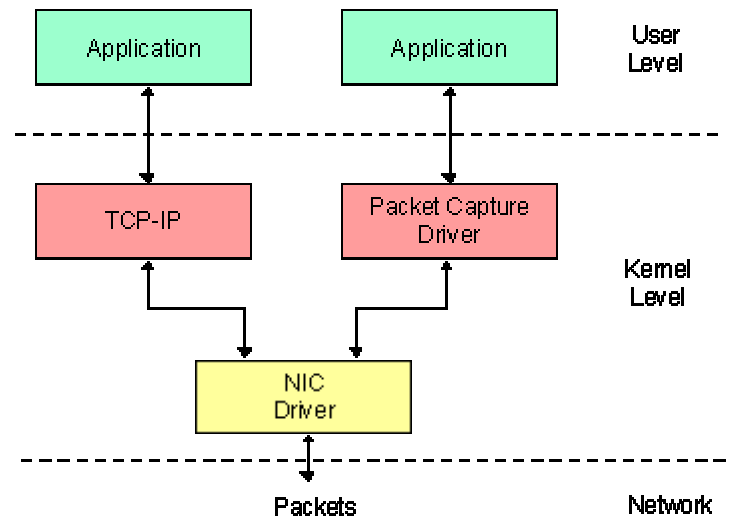 Application
Application
User
Level
TCP-IP
Packet Capture
Driver
Kernel
Level
NIC
Driver
Packets
Network